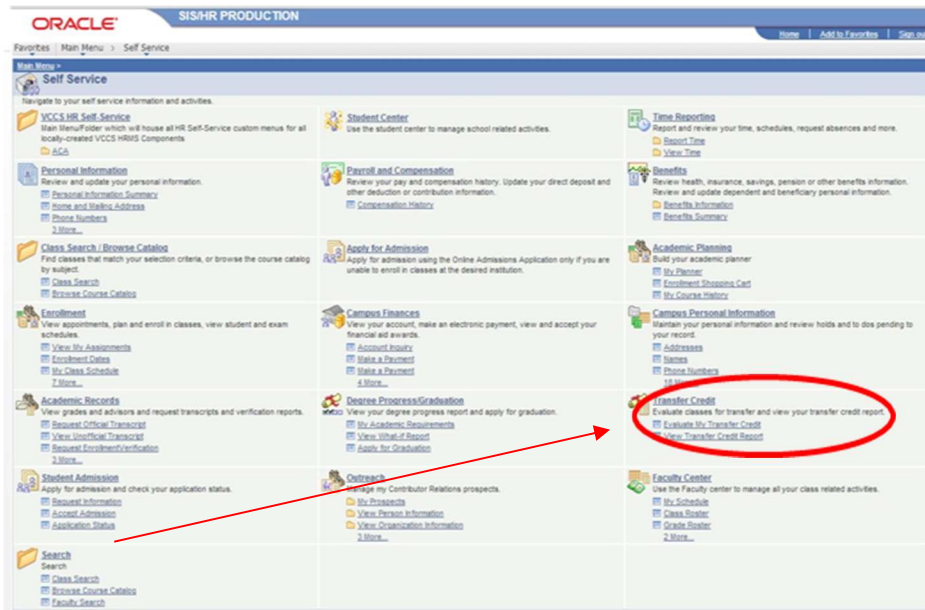 ORACLE
SIS/HR PRODUCTION
Home | Add to Favorites | Sign ou
Favorites | Main Menu > Self Service
Main Menu >
Self Service
Navigate to your self service information and activities.
VCCS HR Self-Service
Main Menu/Folder which will house all HR Self-Service custom menus for all
locally-created VCCS HRMS Components
ACA
Student Center
Use the student center to manage school related activities.
Time Reporting
Report and review your time, schedules, request absences and more.
Report Time
View Time
Personal Information
Review and update your personal information.
Personal Information Summary
Home and Mailing Address
Phone Numbers
3 More...
Payroll and Compensation
Review your pay and compensation history. Update your direct deposit and
other deduction or contribution information.
Compensation History
Benefits
Review health, insurance, savings, pension or other benefits information.
Review and update dependent and beneficiary personal information.
Benefits Information
Benefits Summary
Class Search / Browse Catalog
Find classes that match your selection criteria, or browse the course catalog
by subject.
Class Search
Browse Course Catalog
Apply for Admission
Apply for admission using the Online Admissions Application only if you are
unable to enroll in classes at the desired institution.
Academic Planning
Build your academic planner
My Planner
Enrollment Shopping Cart
My Course History
Enrollment
View appointments, plan and enroll in classes, view student and exam
schedules.
View My Assignments
Enrollment Dates
My Class Schedule
7 More...
Campus Finances
View your account, make an electronic payment, view and accept your
financial aid awards.
Account Inquiry
Make a Payment
Make a Payment
4 More...
Campus Personal Information
Maintain your personal information and review holds and to dos pending to
your record.
Addresses
Names
Phone Numbers
10 More...
Academic Records
View grades and advisors and request transcripts and verification reports.
Request Official Transcript
View Unofficial Transcript
Request Enrollment Verification
3 More...
Degree Progress/Graduation
View your degree progress report and apply for graduation.
My Academic Requirements
View What-if Report
Apply for Graduation
Transfer Credit
Evaluate classes for transfer and view your transfer credit report.
Evaluate My Transfer Credit
View Transfer Credit Report
Student Admission
Apply for admission and check your application status.
Request Information
Accept Admission
Application Status
Outreach
Manage my Contributor Relations prospects.
My Prospects
View Person Information
View Organization Information
3 More...
Faculty Center
Use the Faculty center to manage all your class related activities.
My Schedule
Class Roster
Grade Roster
2 More...
Search
Search
Class Search
Browse Course Catalog
Faculty Search